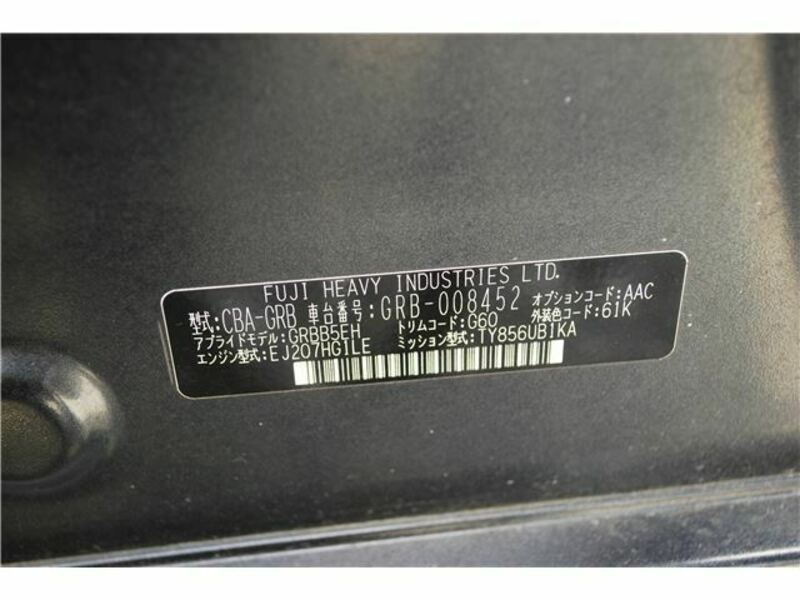 FUJI HEAVY INDUSTRIES LTD.
型式:CBA-GRB 車台番号:GRB-008452 オプションコード:AAC
アプライドモデル:GRBB5EH トリムコード:G60 外装色コード:61K
エンジン型式:EJ207HG1LE ミッション型式:TY856UB1KA